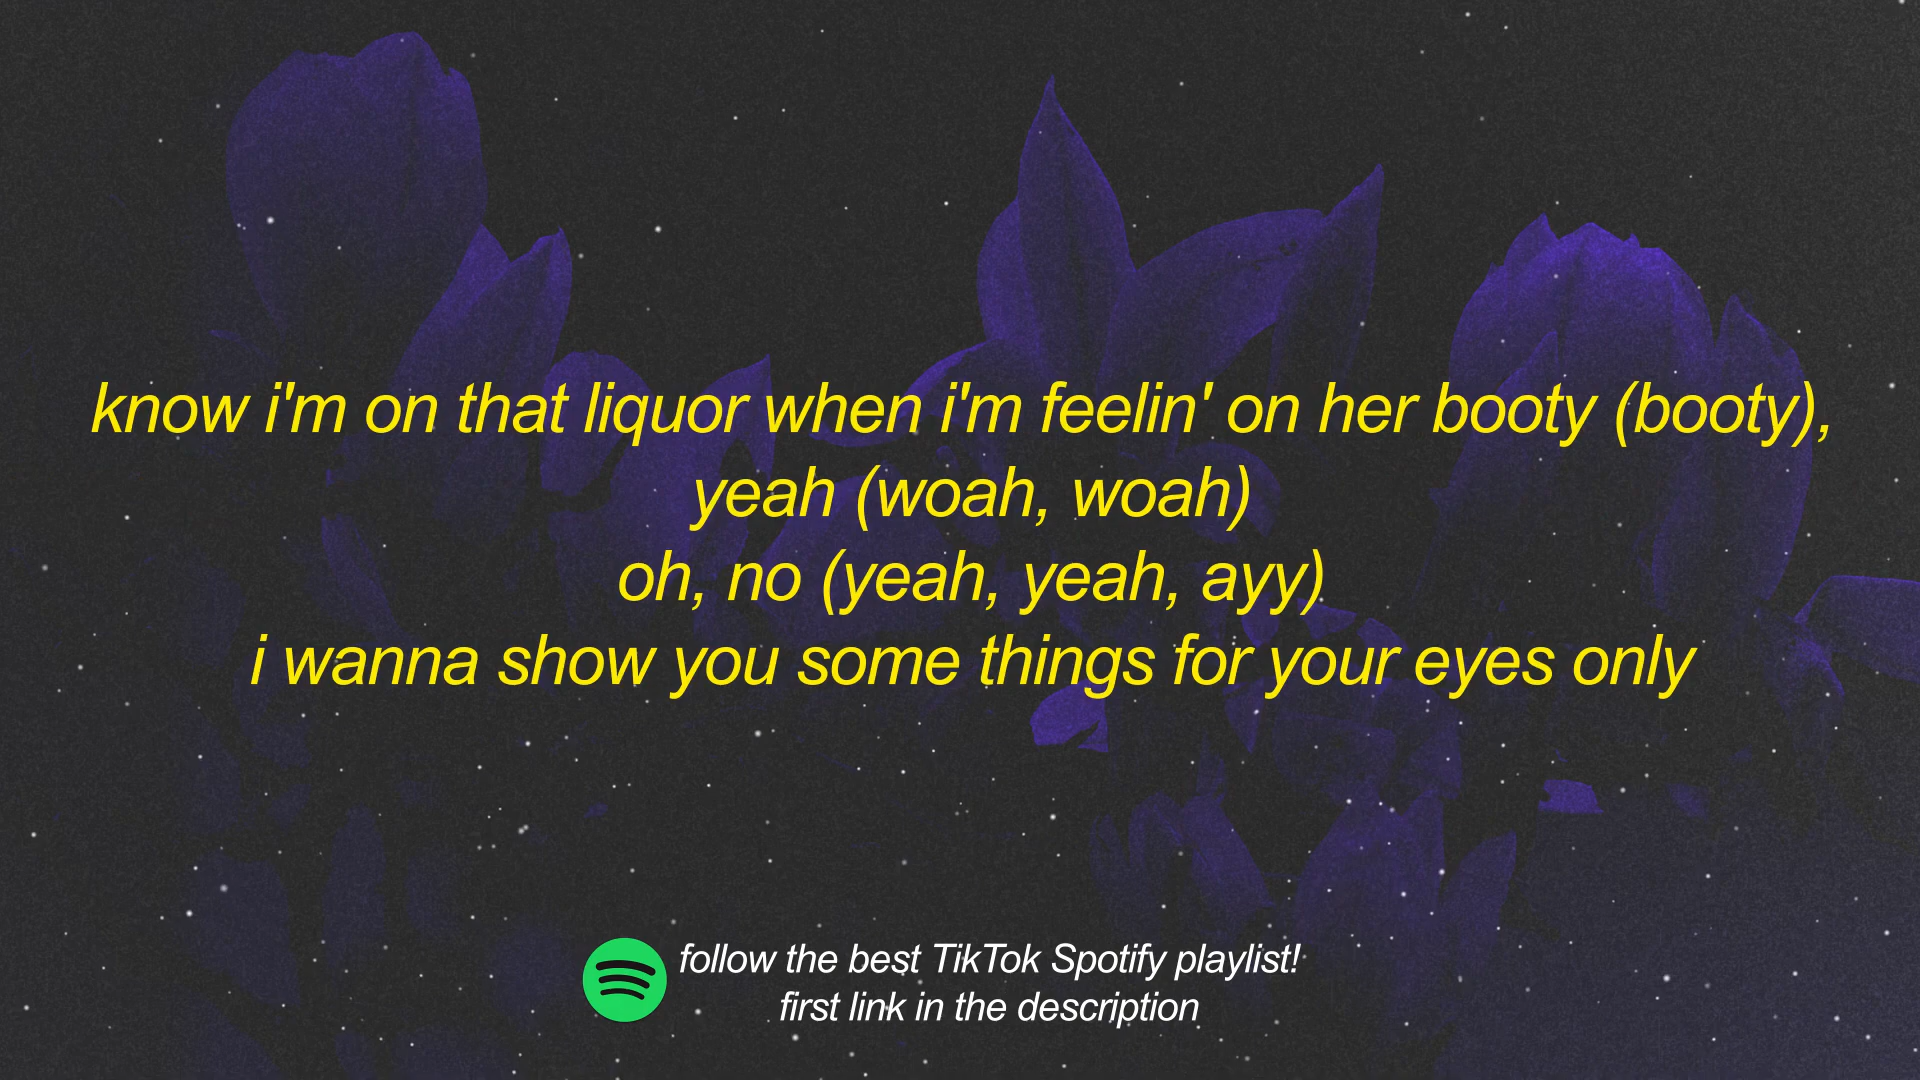 know i'm on that liquor when i'm feelin' on her booty (booty),
yeah (woah, woah)
oh, no (yeah, yeah, ayy)
i wanna show you some things for your eyes only
follow the best TikTok Spotify playlist!
first link in the description